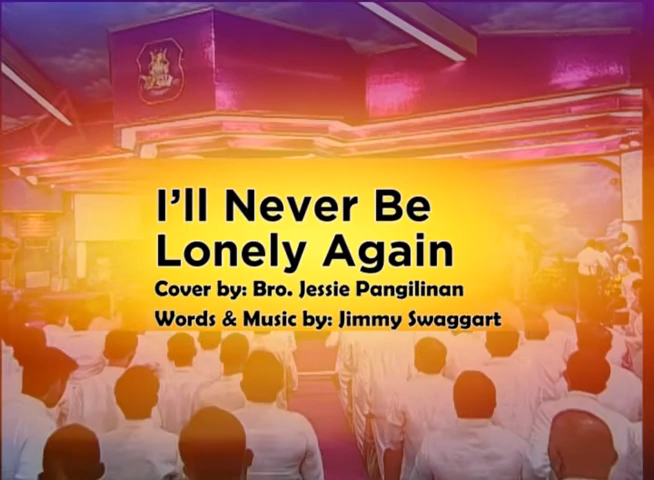 I'll Never Be
Lonely Again
Cover by: Bro. Jessie Pangilinan
Words & Music by: Jimmy Swaggart